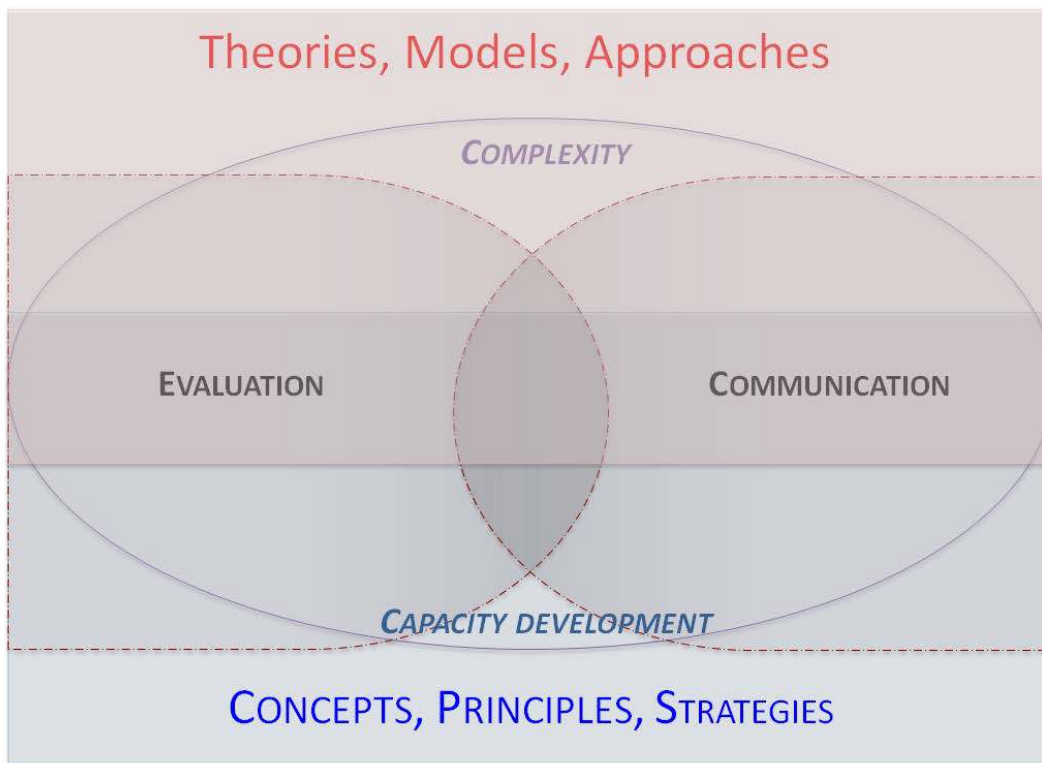 Theories, Models, Approaches
COMPLEXITY
EVALUATION COMMUNICATION
CAPACITY DEVELOPMENT
CONCEPTS, PRINCIPLES, STRATEGIES